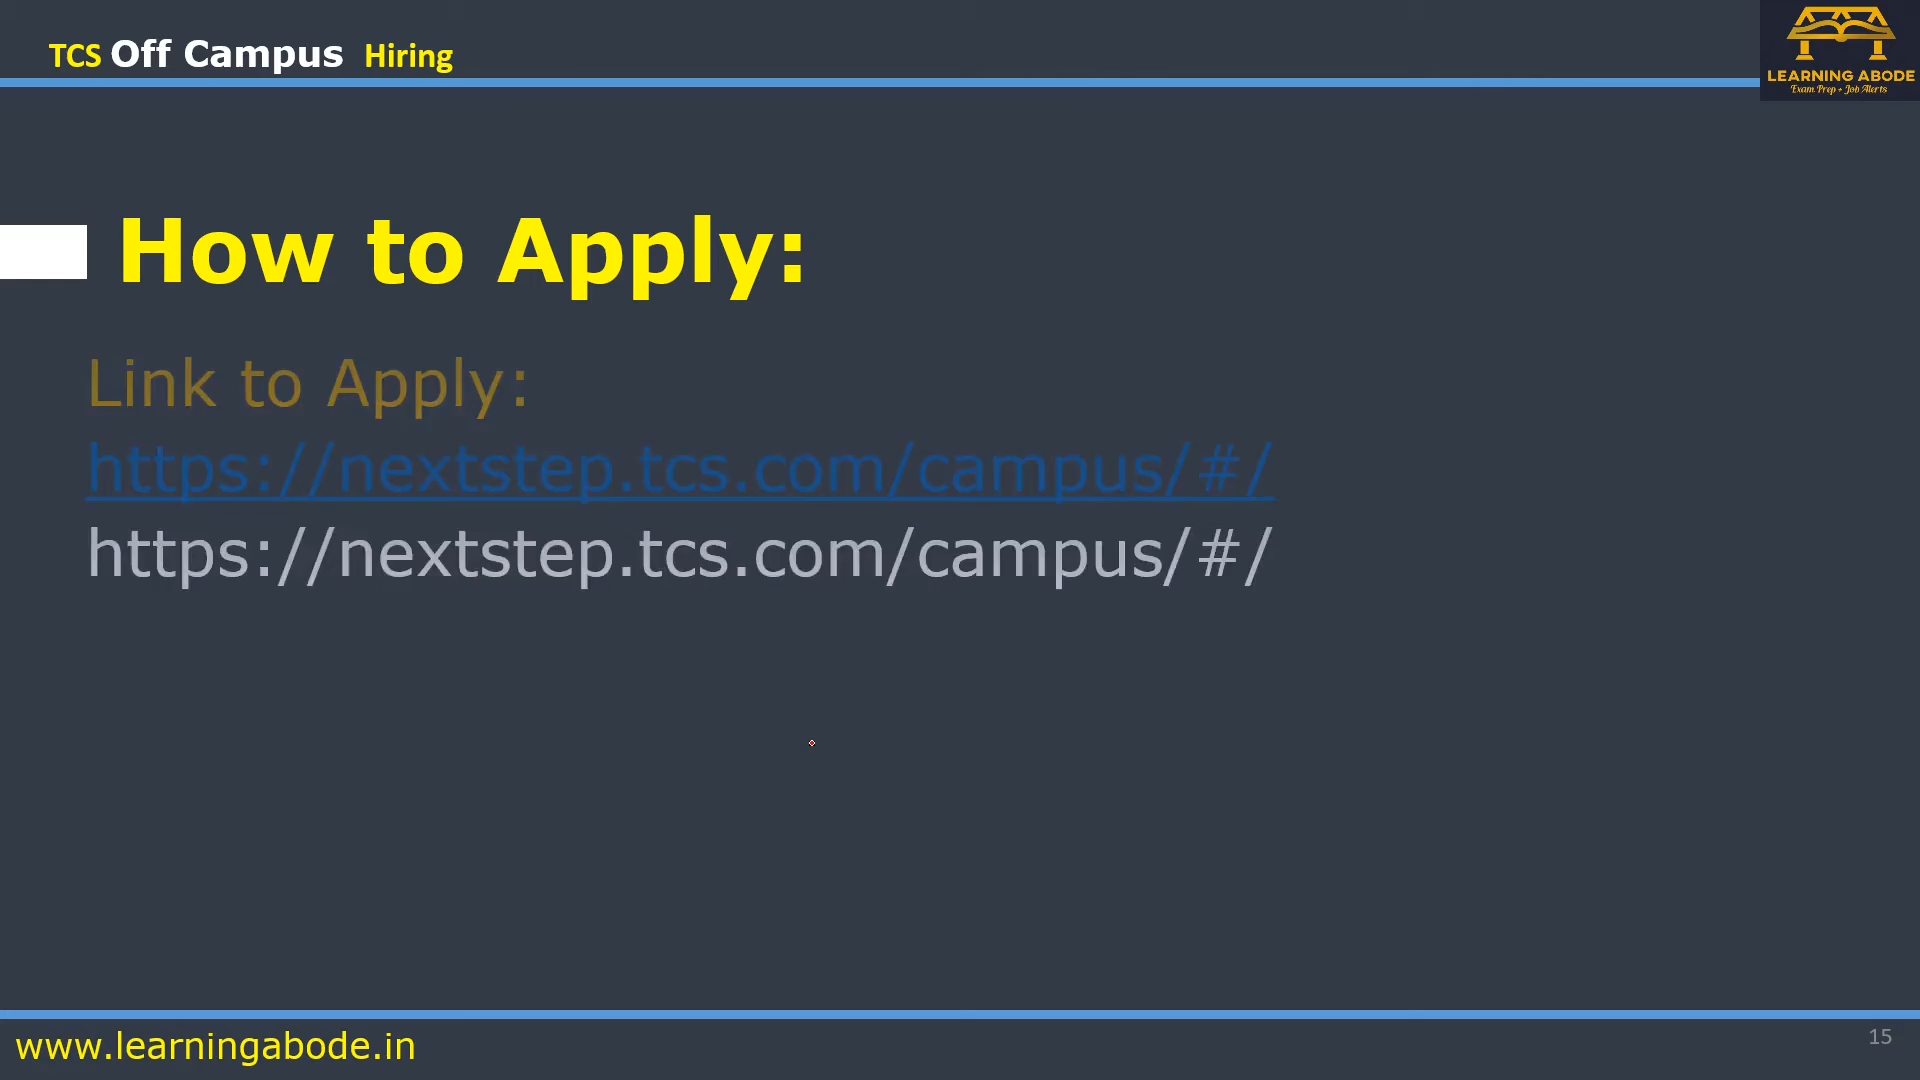 TCS Off Campus Hiring
LEARNING ABODE
Exam Prep + Job Alerts
How to Apply:
Link to Apply:
https://nextstep.tcs.com/campus/#/
https://nextstep.tcs.com/campus/#/
www.learningabode.in
15